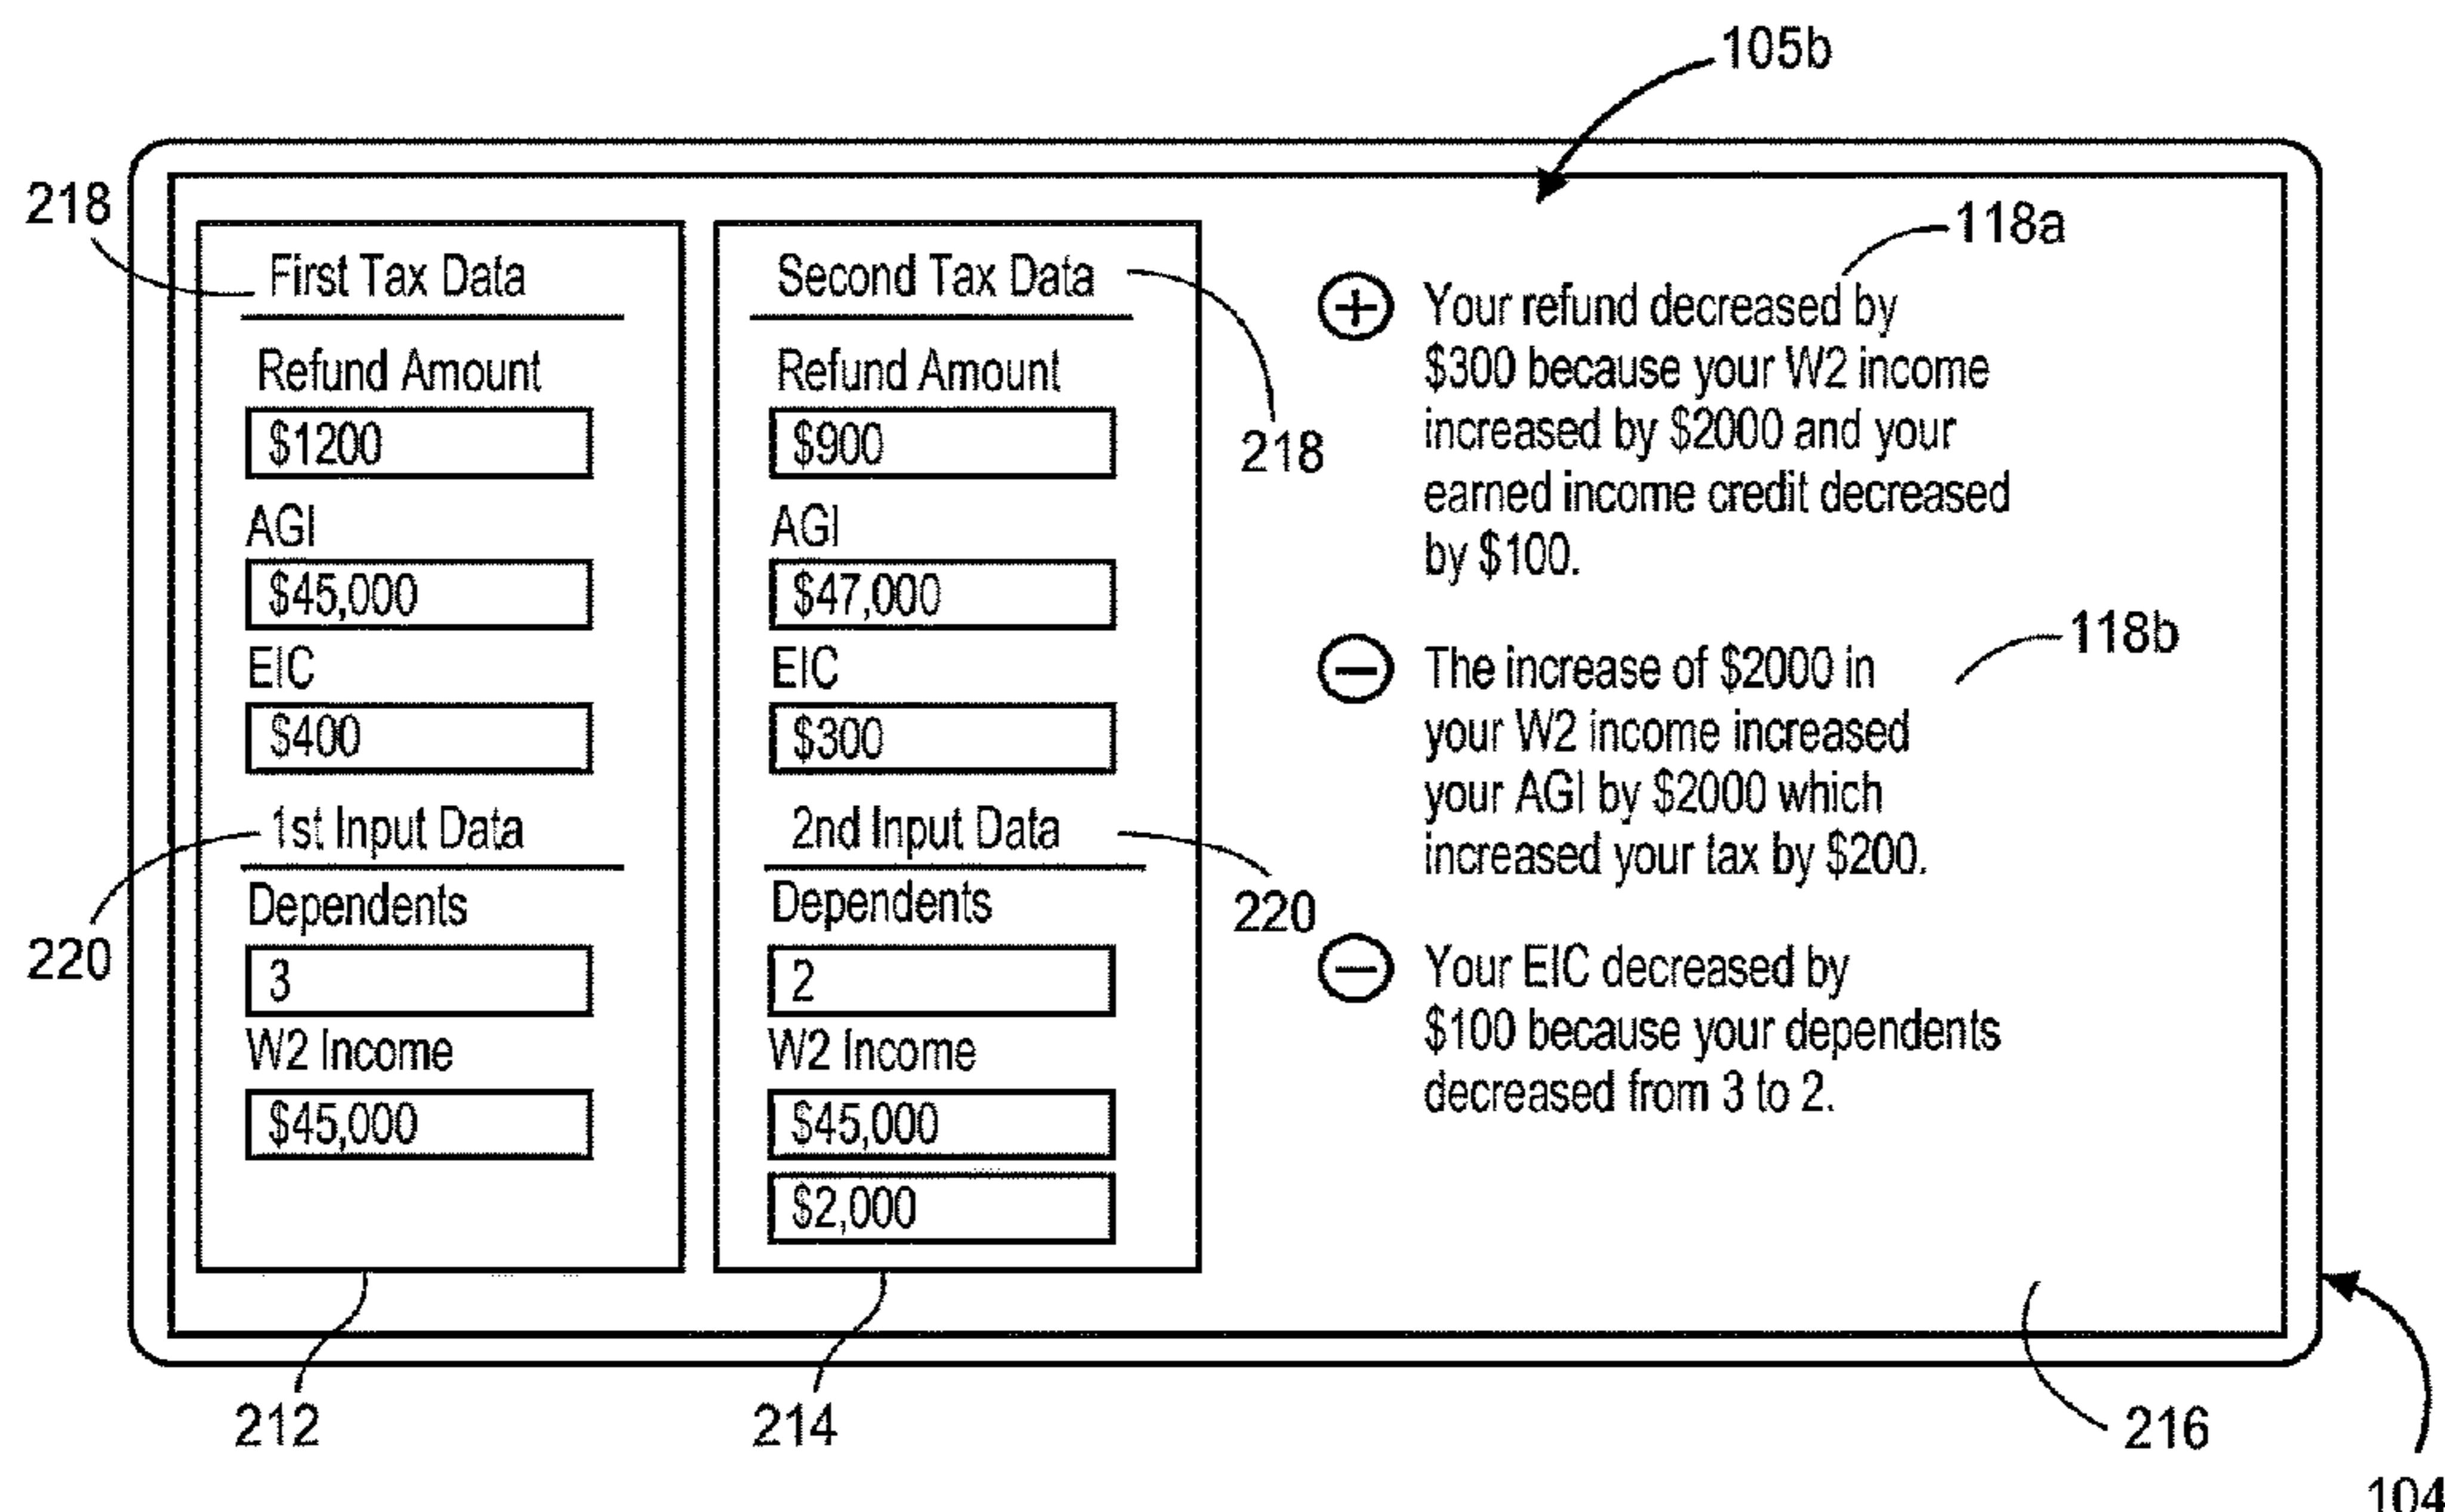 105b
218
118a
First Tax Data
Refund Amount
$1200
AGI
$45,000
EIC
$400
1st Input Data
Dependents
3
W2 Income
$45,000
220
212
Second Tax Data
218
Refund Amount
$900
AGI
$47,000
EIC
$300
2nd Input Data
220
Dependents
2
W2 Income
$45,000
$2,000
214
+ Your refund decreased by
$300 because your W2 income
increased by $2000 and your
earned income credit decreased
by $100.
118b
− The increase of $2000 in
your W2 income increased
your AGI by $2000 which
increased your tax by $200.
− Your EIC decreased by
$100 because your dependents
decreased from 3 to 2.
216
104